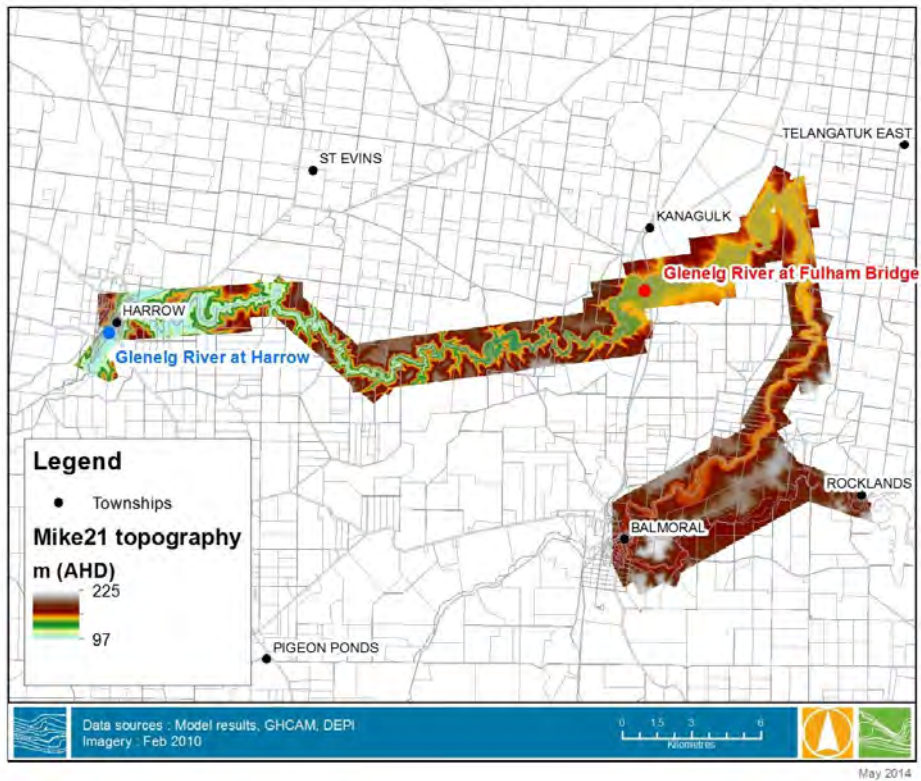 TELANGATUK EAST
ST EVINS
KANAGULK
Glenelg River at Fulham Bridge
HARROW
Glenelg River at Harrow
Legend
Townships
Mike21 topography
m (AHD)
225
97
ROCKLANDS
BALMORAL
PIGEON PONDS
Data sources : Model results, GHCAM, DEPI
Imagery : Feb 2010
0 1.5 3 6
Kilometres
May 2014